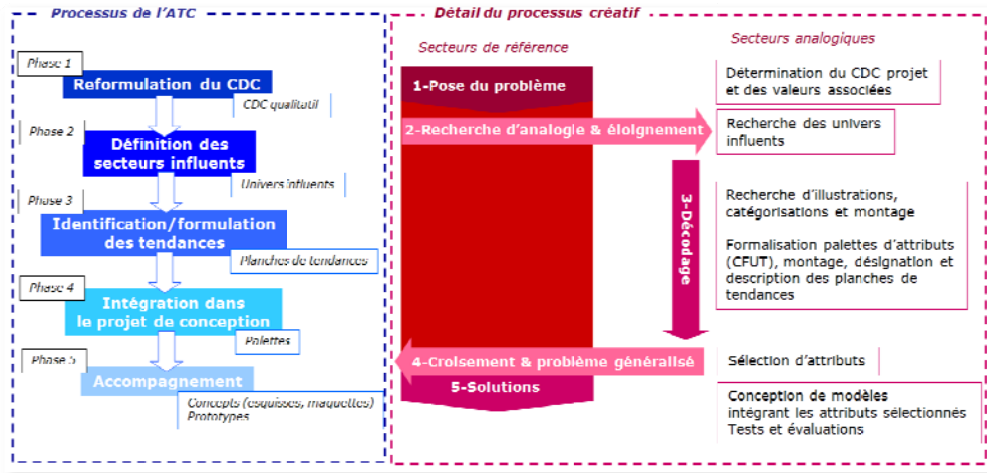 Processus de l'ATC
Phase 1
Reformulation du CDC
CDC qualitatif
Phase 2
Définition des
secteurs influents
Univers influents
Phase 3
Identification/formulation
des tendances
Planches de tendances
Phase 4
Intégration dans
le projet de conception
Palettes
Phase 5
Accompagnement
Concepts (esquisses, maquettes)
Prototypes
Détail du processus créatif
Secteurs de référence
Secteurs analogiques
1-Pose du problème
Détermination du CDC projet
et des valeurs associées
2-Recherche d'analogie & éloignement
Recherche des univers
influents
3-Décodage
Recherche d'illustrations,
catégorisations et montage
Formalisation palettes d'attributs
(CFUT), montage, désignation et
description des planches de
tendances
4-Croisement & problème généralisé
Sélection d'attributs
5-Solutions
Conception de modèles
intégrant les attributs sélectionnés
Tests et évaluations